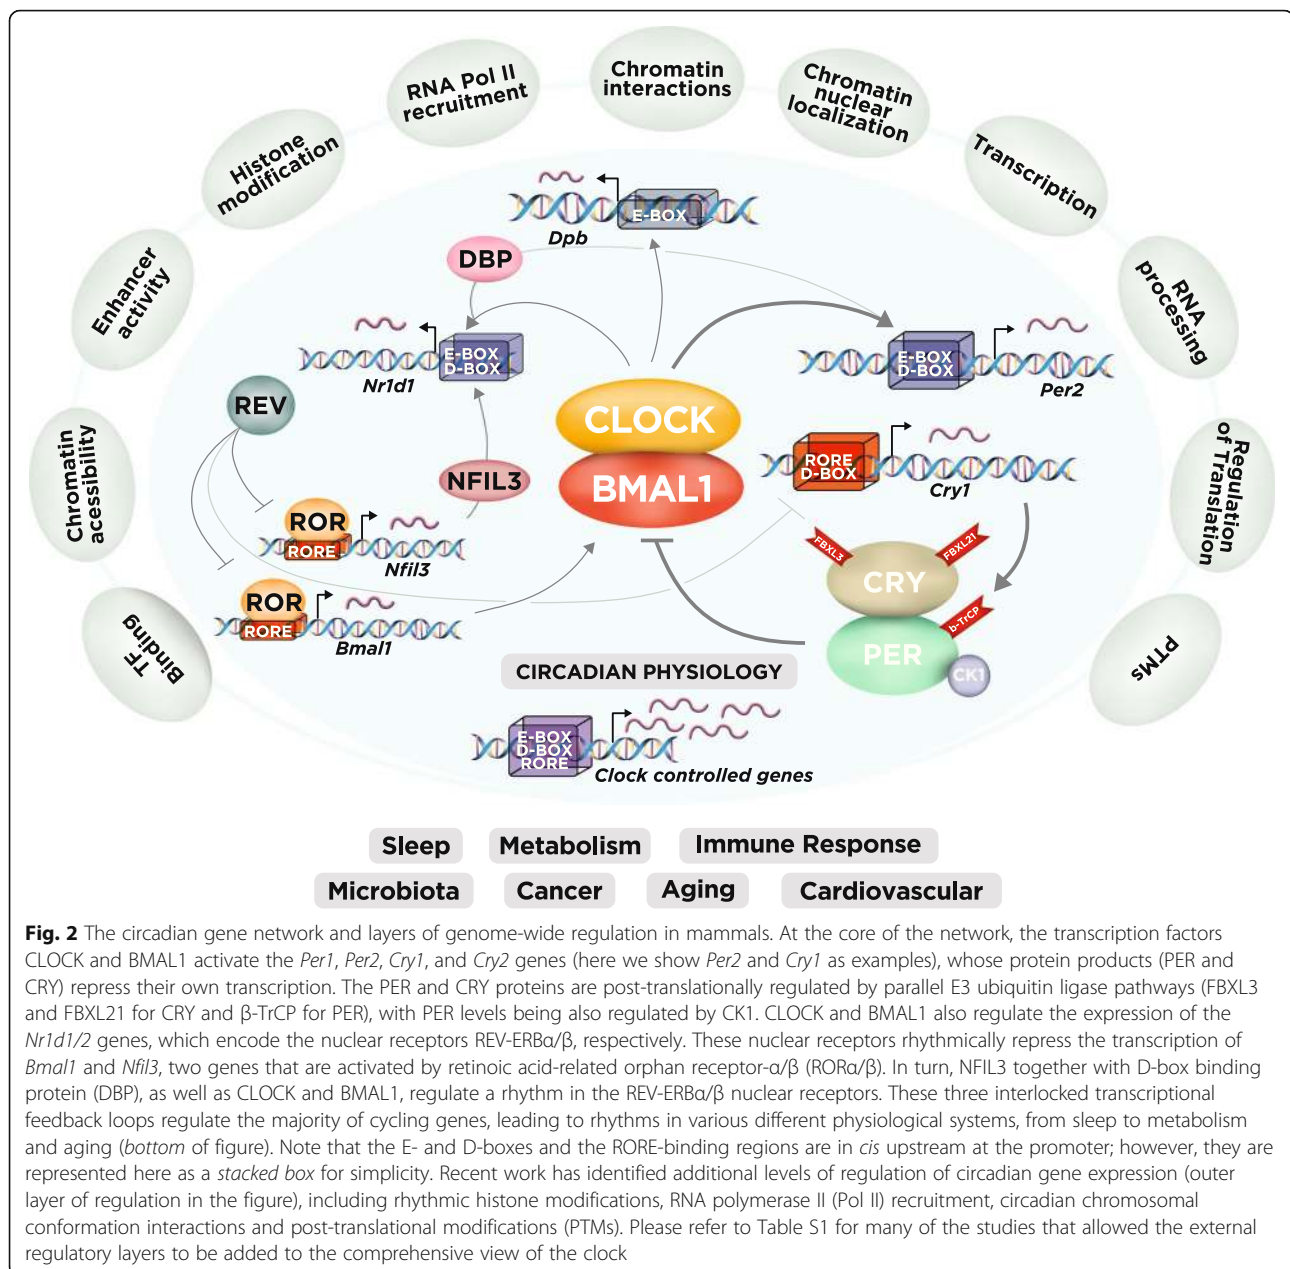 RNA Pol II
recruitment
Chromatin
interactions
Chromatin
nuclear
localization
Histone
modification
Transcription
Enhancer
activity
RNA
processing
Chromatin
acessibility
Regulation
of Translation
TF
Binding
PTMs
E-BOX
Dpb
DBP
E-BOX
D-BOX
Nr1d1
E-BOX
D-BOX
Per2
REV
CLOCK
BMAL1
NFIL3
RORE
D-BOX
Cry1
ROR
RORE
Nfil3
ROR
RORE
Bmal1
FBXL3
FBXL21
CRY
b-TrCP
PER
CK1
CIRCADIAN PHYSIOLOGY
E-BOX
D-BOX
RORE
Clock controlled genes
Sleep
Metabolism
Immune Response
Microbiota
Cancer
Aging
Cardiovascular
Fig. 2 The circadian gene network and layers of genome-wide regulation in mammals. At the core of the network, the transcription factors
CLOCK and BMAL1 activate the Per1, Per2, Cry1, and Cry2 genes (here we show Per2 and Cry1 as examples), whose protein products (PER and
CRY) repress their own transcription. The PER and CRY proteins are post-translationally regulated by parallel E3 ubiquitin ligase pathways (FBXL3
and FBXL21 for CRY and β-TrCP for PER), with PER levels being also regulated by CK1. CLOCK and BMAL1 also regulate the expression of the
Nr1d1/2 genes, which encode the nuclear receptors REV-ERBα/β, respectively. These nuclear receptors rhythmically repress the transcription of
Bmal1 and Nfil3, two genes that are activated by retinoic acid-related orphan receptor-α/β (RORα/β). In turn, NFIL3 together with D-box binding
protein (DBP), as well as CLOCK and BMAL1, regulate a rhythm in the REV-ERBα/β nuclear receptors. These three interlocked transcriptional
feedback loops regulate the majority of cycling genes, leading to rhythms in various different physiological systems, from sleep to metabolism
and aging (bottom of figure). Note that the E- and D-boxes and the RORE-binding regions are in cis upstream at the promoter; however, they are
represented here as a stacked box for simplicity. Recent work has identified additional levels of regulation of circadian gene expression (outer
layer of regulation in the figure), including rhythmic histone modifications, RNA polymerase II (Pol II) recruitment, circadian chromosomal
conformation interactions and post-translational modifications (PTMs). Please refer to Table S1 for many of the studies that allowed the external
regulatory layers to be added to the comprehensive view of the clock